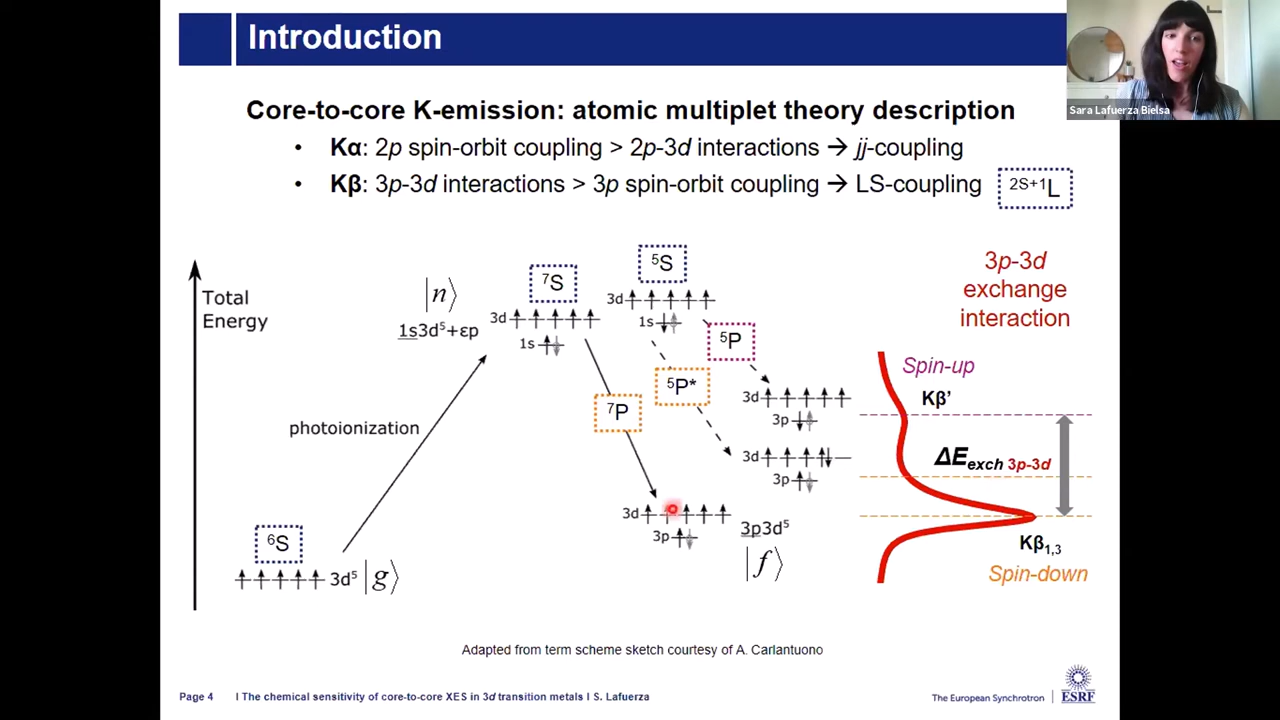 Introduction
Sara Lafuerza Bielsa
Core-to-core K-emission: atomic multiplet theory description
• Kα: 2p spin-orbit coupling > 2p-3d interactions → jj-coupling
• Kβ: 3p-3d interactions > 3p spin-orbit coupling → LS-coupling
2S+1L
Total
Energy
|n⟩
1s3d⁵+εp
⁷S
3d
1s
⁵S
3d
1s
3p-3d
exchange
interaction
⁵P
⁵P*
⁷P
photoionization
3d
3p
3d
3p
3d
3p
3p3d⁵
|f⟩
⁶S
3d⁵ |g⟩
Spin-up
Kβ’
ΔEexch 3p-3d
Kβ1,3
Spin-down
Adapted from term scheme sketch courtesy of A. Carlantuono
Page 4 l The chemical sensitivity of core-to-core XES in 3d transition metals l S. Lafuerza
The European Synchrotron
ESRF